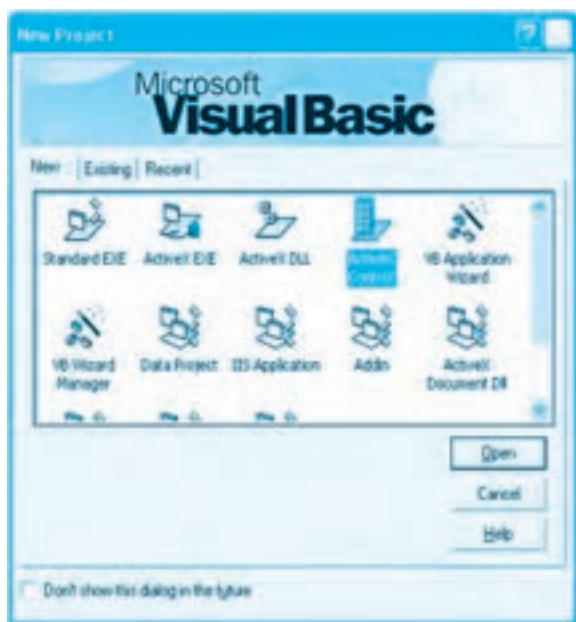 New Project
Microsoft
Visual Basic
New Existing Recent
Standard EXE ActiveX EXE ActiveX DLL ActiveX Control VB Application Wizard
VB Wizard Manager Data Project IIS Application Addin ActiveX Document Dll
Open
Cancel
Help
Don't show this dialog in the future